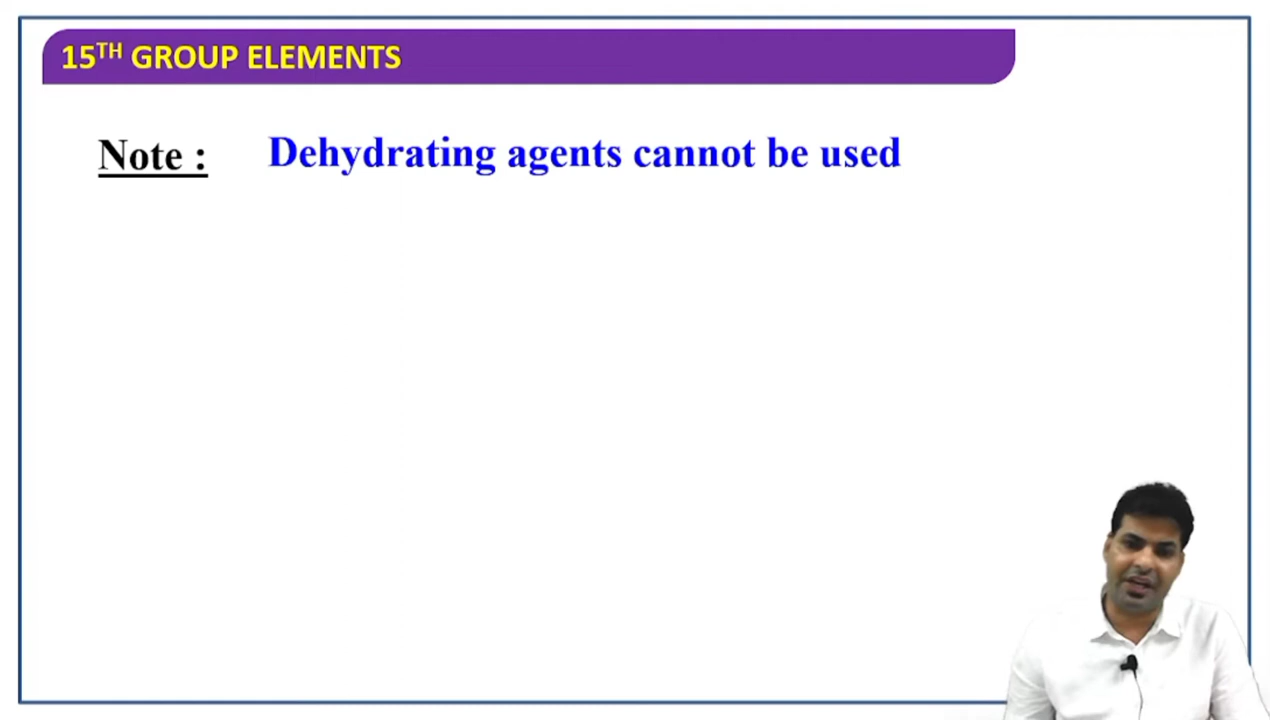 15TH GROUP ELEMENTS
Note : Dehydrating agents cannot be used